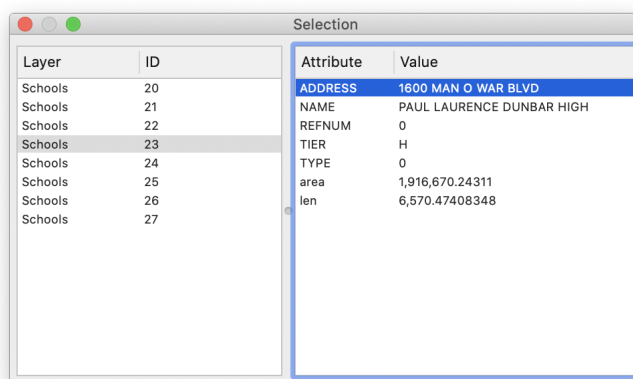 Selection
Layer ID
Schools 20
Schools 21
Schools 22
Schools 23
Schools 24
Schools 25
Schools 26
Schools 27
Attribute Value
ADDRESS 1600 MAN O WAR BLVD
NAME PAUL LAURENCE DUNBAR HIGH
REFNUM 0
TIER H
TYPE 0
area 1,916,670.24311
len 6,570.47408348